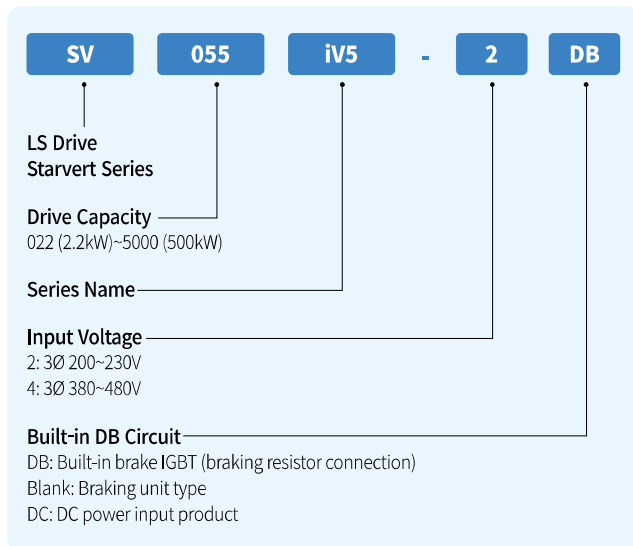 SV 055 iV5 - 2 DB
LS Drive
Starvert Series
Drive Capacity
022 (2.2kW)~5000 (500kW)
Series Name
Input Voltage
2: 3Ø 200~230V
4: 3Ø 380~480V
Built-in DB Circuit
DB: Built-in brake IGBT (braking resistor connection)
Blank: Braking unit type
DC: DC power input product